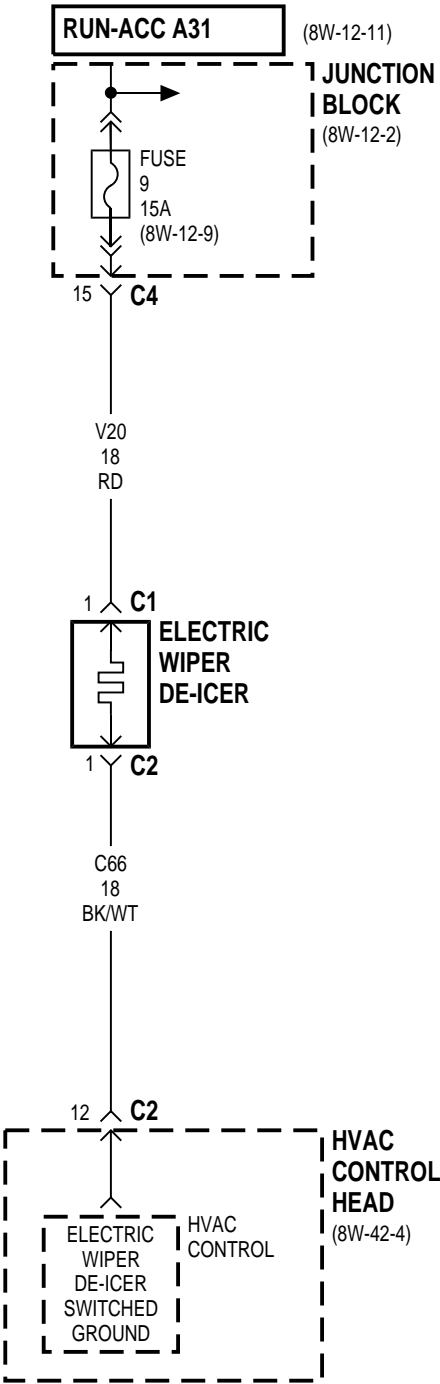 RUN-ACC A31
(8W-12-11)
JUNCTION
BLOCK
(8W-12-2)
FUSE
9
15A
(8W-12-9)
15 C4
V20
18
RD
1 C1
ELECTRIC
WIPER
DE-ICER
1 C2
C66
18
BK/WT
12 C2
HVAC
CONTROL
HEAD
(8W-42-4)
HVAC
CONTROL
ELECTRIC
WIPER
DE-ICER
SWITCHED
GROUND